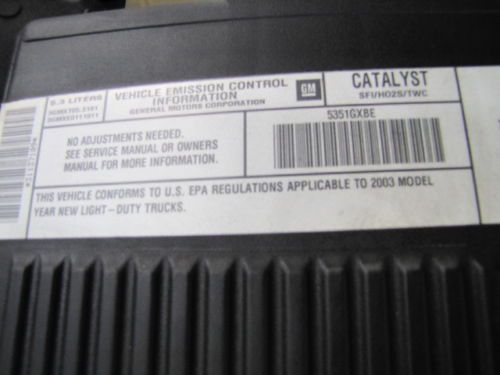 5.3 LITERS
VEHICLE EMISSION CONTROL
INFORMATION
GENERAL MOTORS CORPORATION
GM
CATALYST
SFI/HO2S/TWC
NO ADJUSTMENTS NEEDED.
SEE SERVICE MANUAL OR OWNERS
MANUAL FOR MORE INFORMATION.
5351GXBE
THIS VEHICLE CONFORMS TO U.S. EPA REGULATIONS APPLICABLE TO 2003 MODEL
YEAR NEW LIGHT-DUTY TRUCKS.